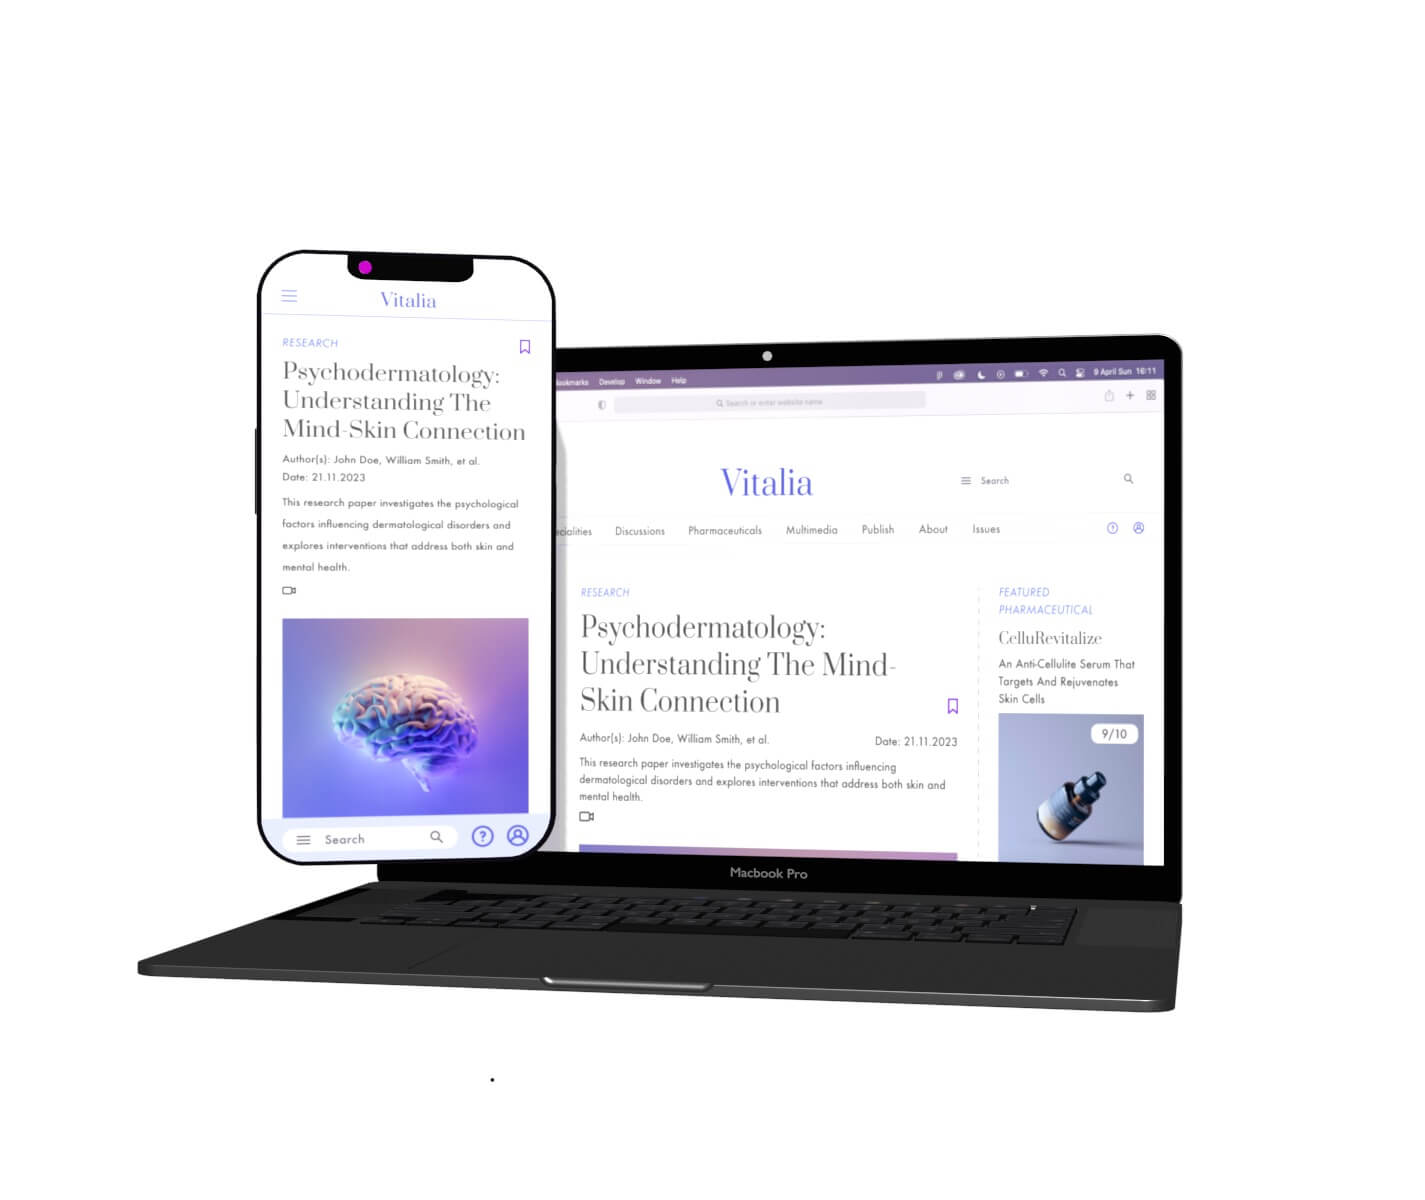 Vitalia
RESEARCH
Psychodermatology:
Understanding The
Mind-Skin Connection
Author(s): John Doe, William Smith, et al.
Date: 21.11.2023
This research paper investigates the psychological
factors influencing dermatological disorders and
explores interventions that address both skin and
mental health.
Search
ookmarks Develop Window Help
9 April Sun 16:11
Search or enter website name
Vitalia
Search
ecialities Discussions Pharmaceuticals Multimedia Publish About Issues
RESEARCH
Psychodermatology:
Understanding The Mind-
Skin Connection
Author(s): John Doe, William Smith, et al.
Date: 21.11.2023
This research paper investigates the psychological factors influencing
dermatological disorders and explores interventions that address both skin and
mental health.
FEATURED
PHARMACEUTICAL
CelluRevitalize
An Anti-Cellulite Serum That
Targets And Rejuvenates
Skin Cells
9/10
Macbook Pro